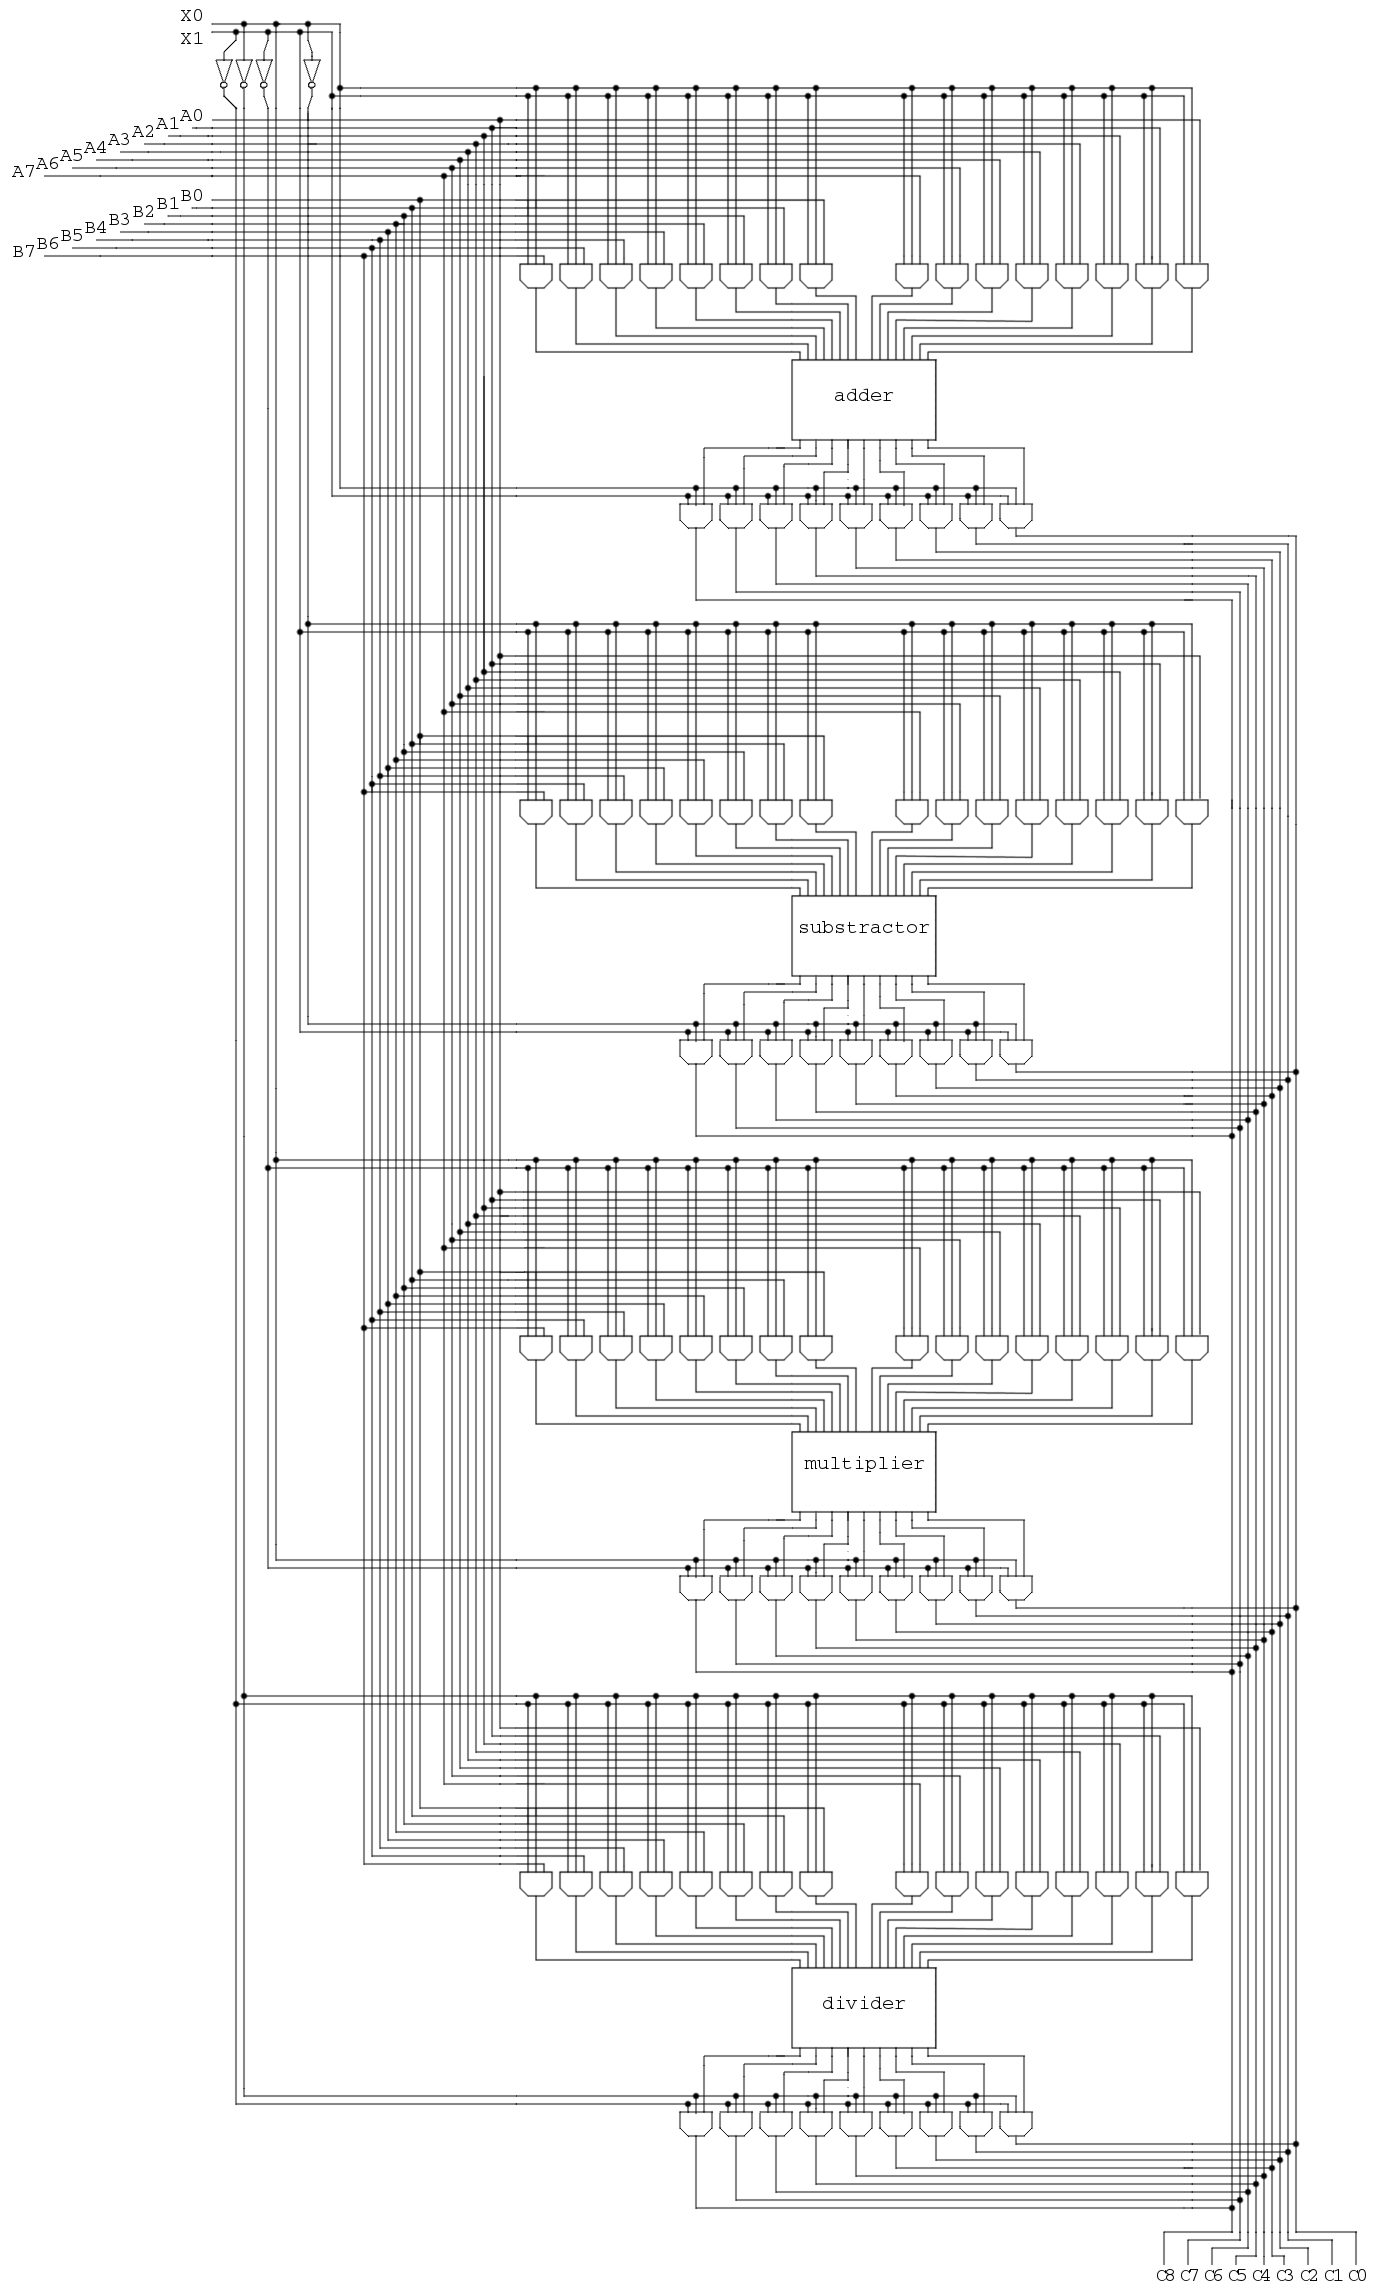 X0
X1
A7 A6 A5 A4 A3 A2 A1 A0
B7 B6 B5 B4 B3 B2 B1 B0
adder
substractor
multiplier
divider
C8 C7 C6 C5 C4 C3 C2 C1 C0